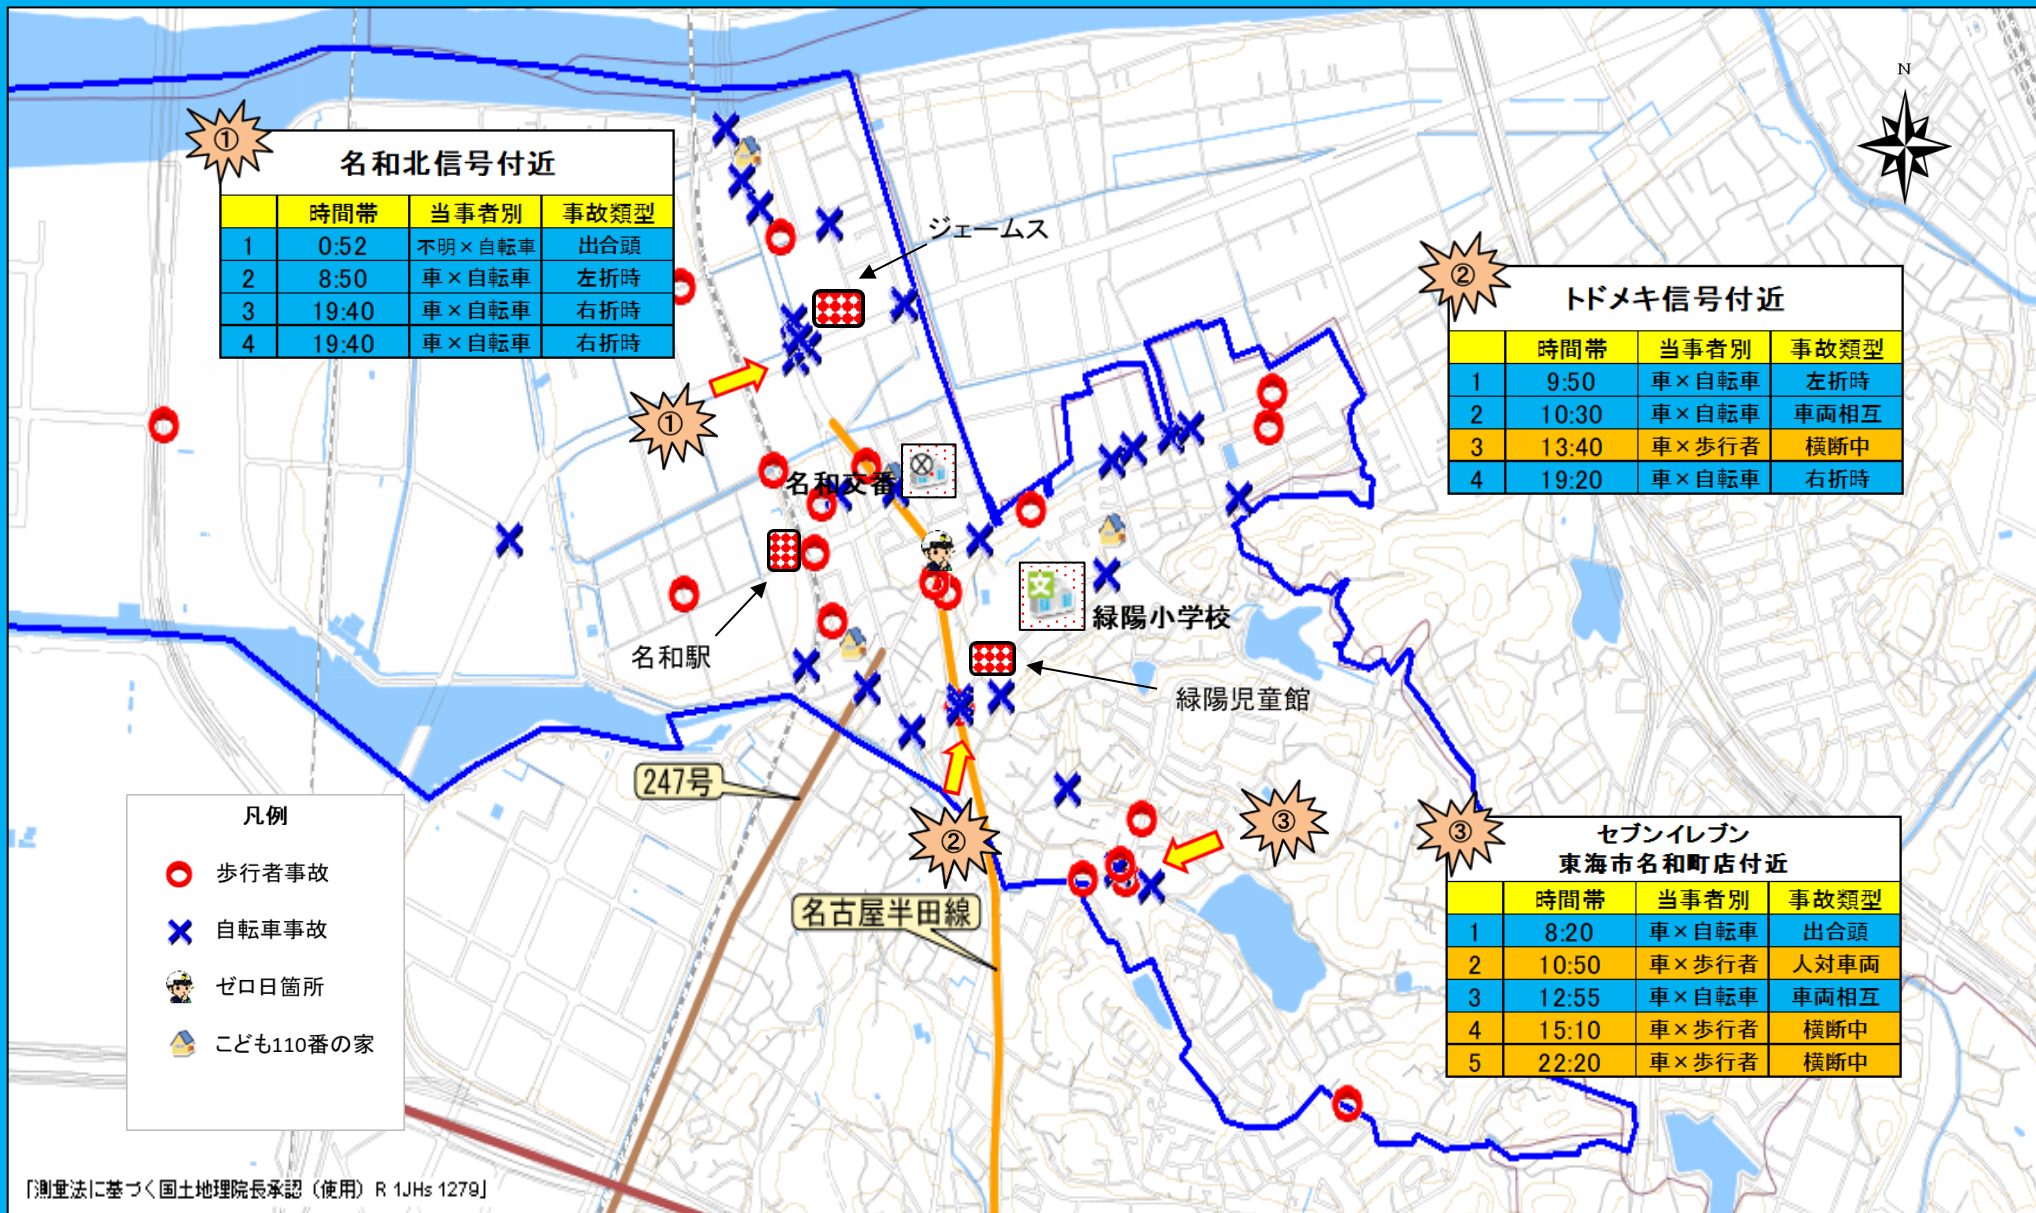 N
①
名和北信号付近
時間帯 当事者別 事故類型
1 0:52 不明×自転車 出合頭
2 8:50 車×自転車 左折時
3 19:40 車×自転車 右折時
4 19:40 車×自転車 右折時
ジェームス
②
トドメキ信号付近
時間帯 当事者別 事故類型
1 9:50 車×自転車 左折時
2 10:30 車×自転車 車両相互
3 13:40 車×歩行者 横断中
4 19:20 車×自転車 右折時
①
名和交番
文
緑陽小学校
名和駅
緑陽児童館
247号
②
③
名古屋半田線
③
セブンイレブン
東海市名和町店付近
時間帯 当事者別 事故類型
1 8:20 車×自転車 出合頭
2 10:50 車×歩行者 人対車両
3 12:55 車×自転車 車両相互
4 15:10 車×歩行者 横断中
5 22:20 車×歩行者 横断中
凡例
歩行者事故
自転車事故
ゼロ日箇所
こども110番の家
「測量法に基づく国土地理院長承認（使用）R 1JHs 1279」